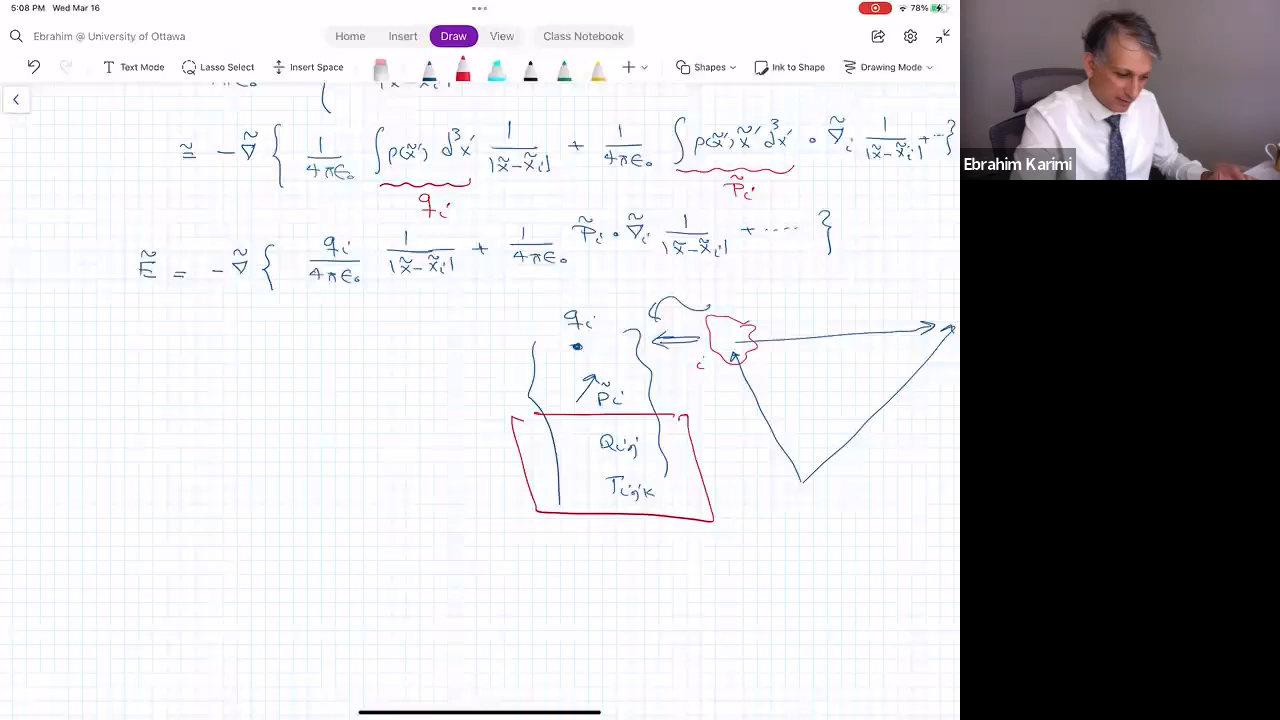 5:08 PM Wed Mar 16
78%
Ebrahim @ University of Ottawa
Home Insert Draw View Class Notebook
Text Mode Lasso Select Insert Space Shapes Ink to Shape Drawing Mode
≅ -∇̃ { 1/4πϵ₀ ∫ρ(x̃') d³x' 1/|x̃-x̃ᵢ| + 1/4πϵ₀ ∫ρ(x̃')x̃' d³x' • ∇̃ᵢ 1/|x̃-x̃ᵢ| + ... }
qᵢ p̃ᵢ
Ẽ = -∇̃ { qᵢ/4πϵ₀ 1/|x̃-x̃ᵢ| + 1/4πϵ₀ p̃ᵢ • ∇̃ᵢ 1/|x̃-x̃ᵢ| + ..... }
qᵢ
i
p̃ᵢ
Qᵢⱼ
Tᵢⱼₖ
Ebrahim Karimi